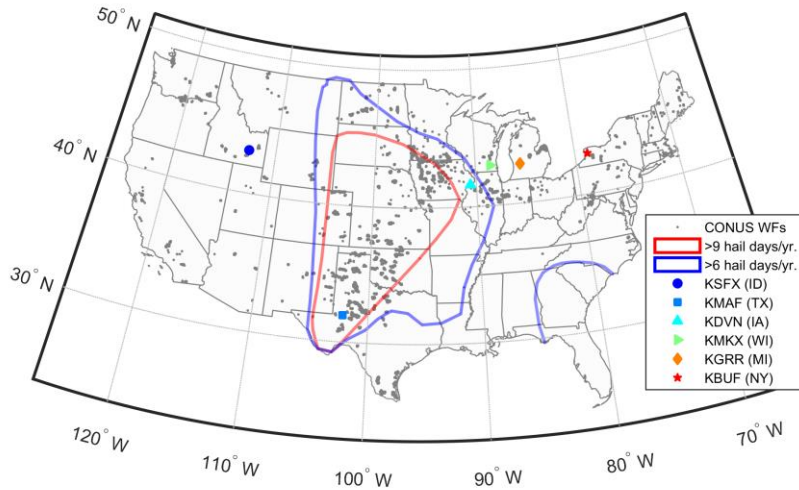 50° N
40° N
30° N
120° W
110° W
100° W
90° W
80° W
70° W
CONUS WFs
>9 hail days/yr.
>6 hail days/yr.
KSFX (ID)
KMAF (TX)
KDVN (IA)
KMKX (WI)
KGRR (MI)
KBUF (NY)